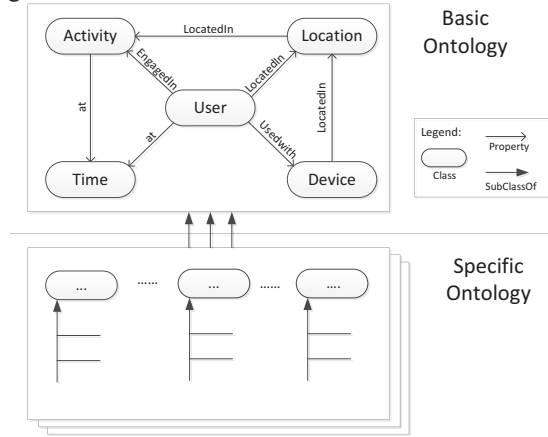 Basic
Ontology
Activity
LocatedIn
Location
EngagedIn
LocatedIn
at
User
LocatedIn
at
Usedwith
Time
Device
Legend:
Property
Class
SubClassOf
Specific
Ontology
...
......
...
......
....